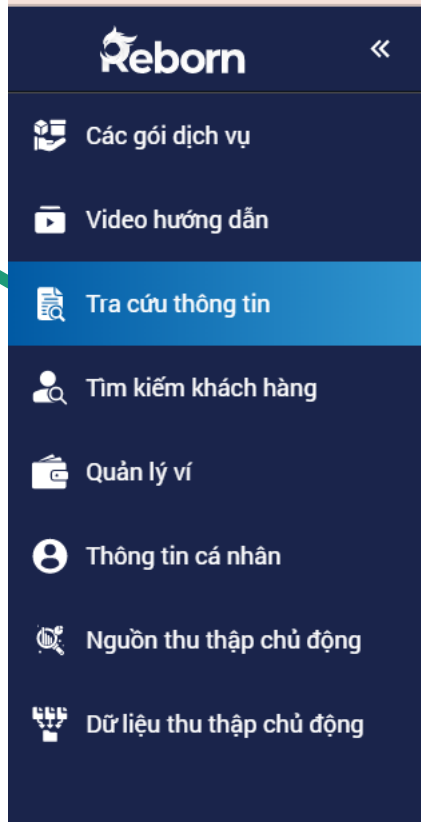 Reborn
Các gói dịch vụ
Video hướng dẫn
Tra cứu thông tin
Tìm kiếm khách hàng
Quản lý ví
Thông tin cá nhân
Nguồn thu thập chủ động
Dữ liệu thu thập chủ động